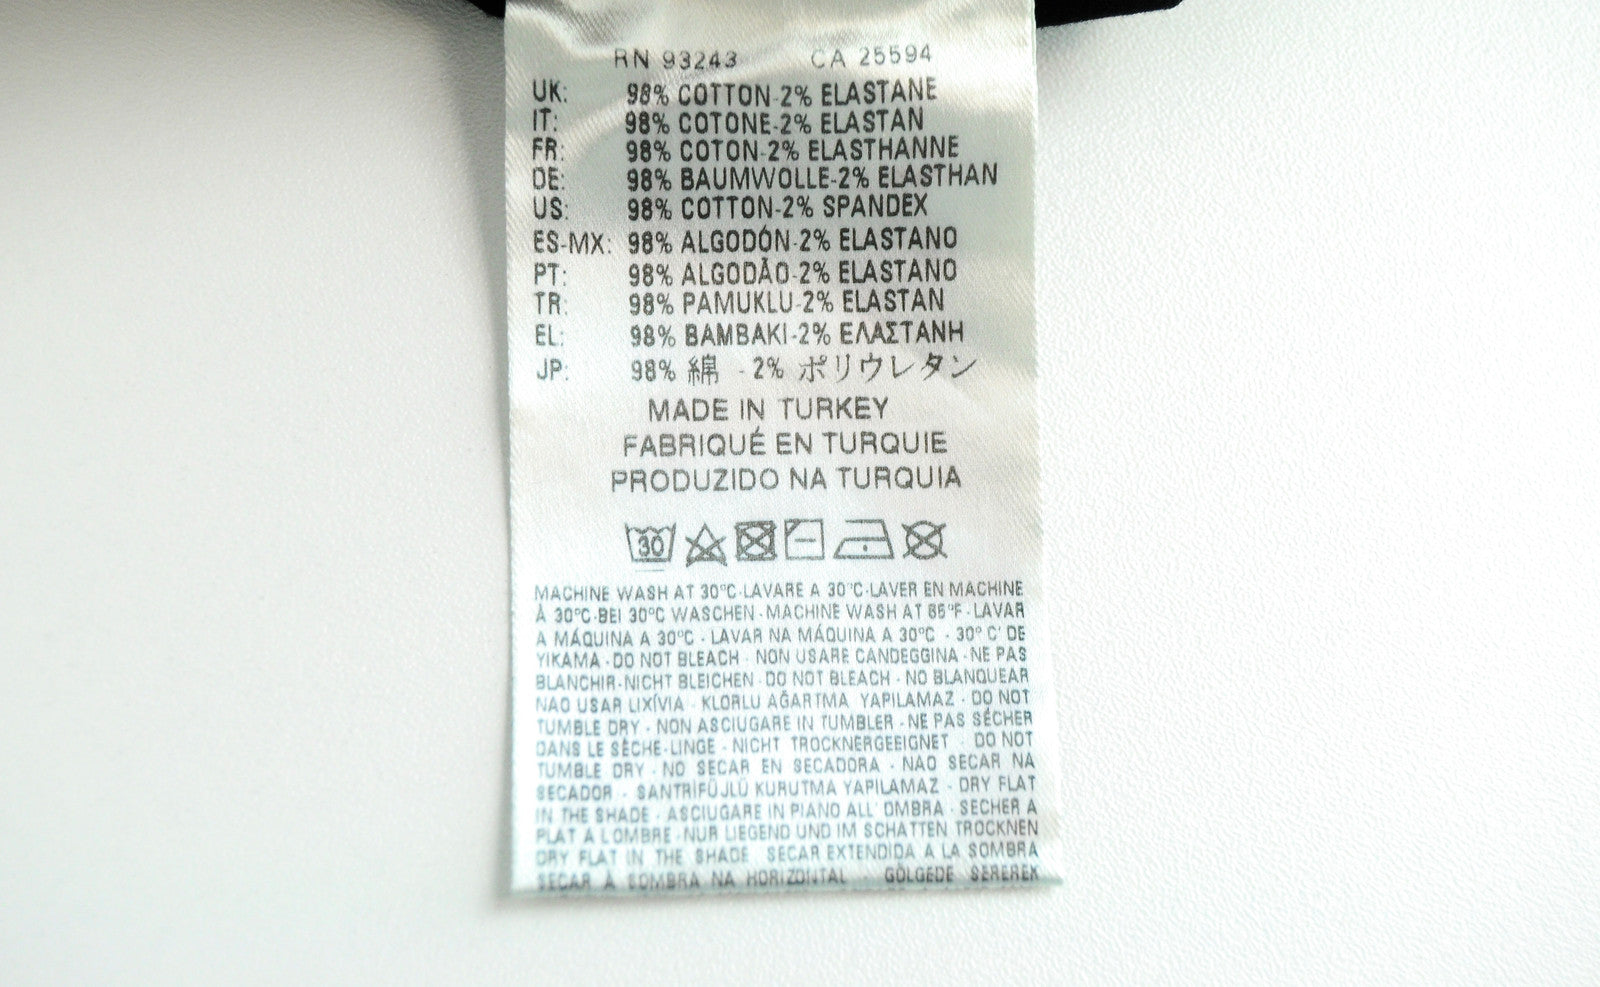 RN 93243 CA 25594
UK: 98% COTTON-2% ELASTANE
IT: 98% COTONE-2% ELASTAN
FR: 98% COTON-2% ELASTHANNE
DE: 98% BAUMWOLLE-2% ELASTHAN
US: 98% COTTON-2% SPANDEX
ES-MX: 98% ALGODÓN-2% ELASTANO
PT: 98% ALGODÃO-2% ELASTANO
TR: 98% PAMUKLU-2% ELASTAN
EL: 98% BAMBAKI-2% ΕΛΑΣΤΑΝΗ
JP: 98% 綿 - 2% ポリウレタン
MADE IN TURKEY
FABRIQUÉ EN TURQUIE
PRODUZIDO NA TURQUIA
30
MACHINE WASH AT 30°C-LAVARE A 30°C-LAVER EN MACHINE
À 30°C-BEI 30°C WASCHEN-MACHINE WASH AT 85°F-LAVAR
A MÁQUINA A 30°C - LAVAR NA MÁQUINA A 30°C - 30° C' DE
YIKAMA-DO NOT BLEACH - NON USARE CANDEGGINA-NE PAS
BLANCHIR-NICHT BLEICHEN-DO NOT BLEACH - NO BLANQUEAR
NAO USAR LIXÍVIA - KLORLU AĞARTMA YAPILAMAZ - DO NOT
TUMBLE DRY - NON ASCIUGARE IN TUMBLER-NE PAS SÉCHER
DANS LE SÈCHE-LINGE - NICHT TROCKNERGEEIGNET DO NOT
TUMBLE DRY - NO SECAR EN SECADORA - NAO SECAR NA
SECADOR - SANTRİFÜJLÜ KURUTMA YAPILAMAZ - DRY FLAT
IN THE SHADE - ASCIUGARE IN PIANO ALL' OMBRA - SECHER A
PLAT A L'OMBRE-NUR LIEGEND UND IM SCHATTEN TROCKNEN
DRY FLAT IN THE SHADE SECAR EXTENDIDA A LA SOMBRA
SECAR À SOMBRA NA HORIZONTAL GÖLGEDE SEREREK